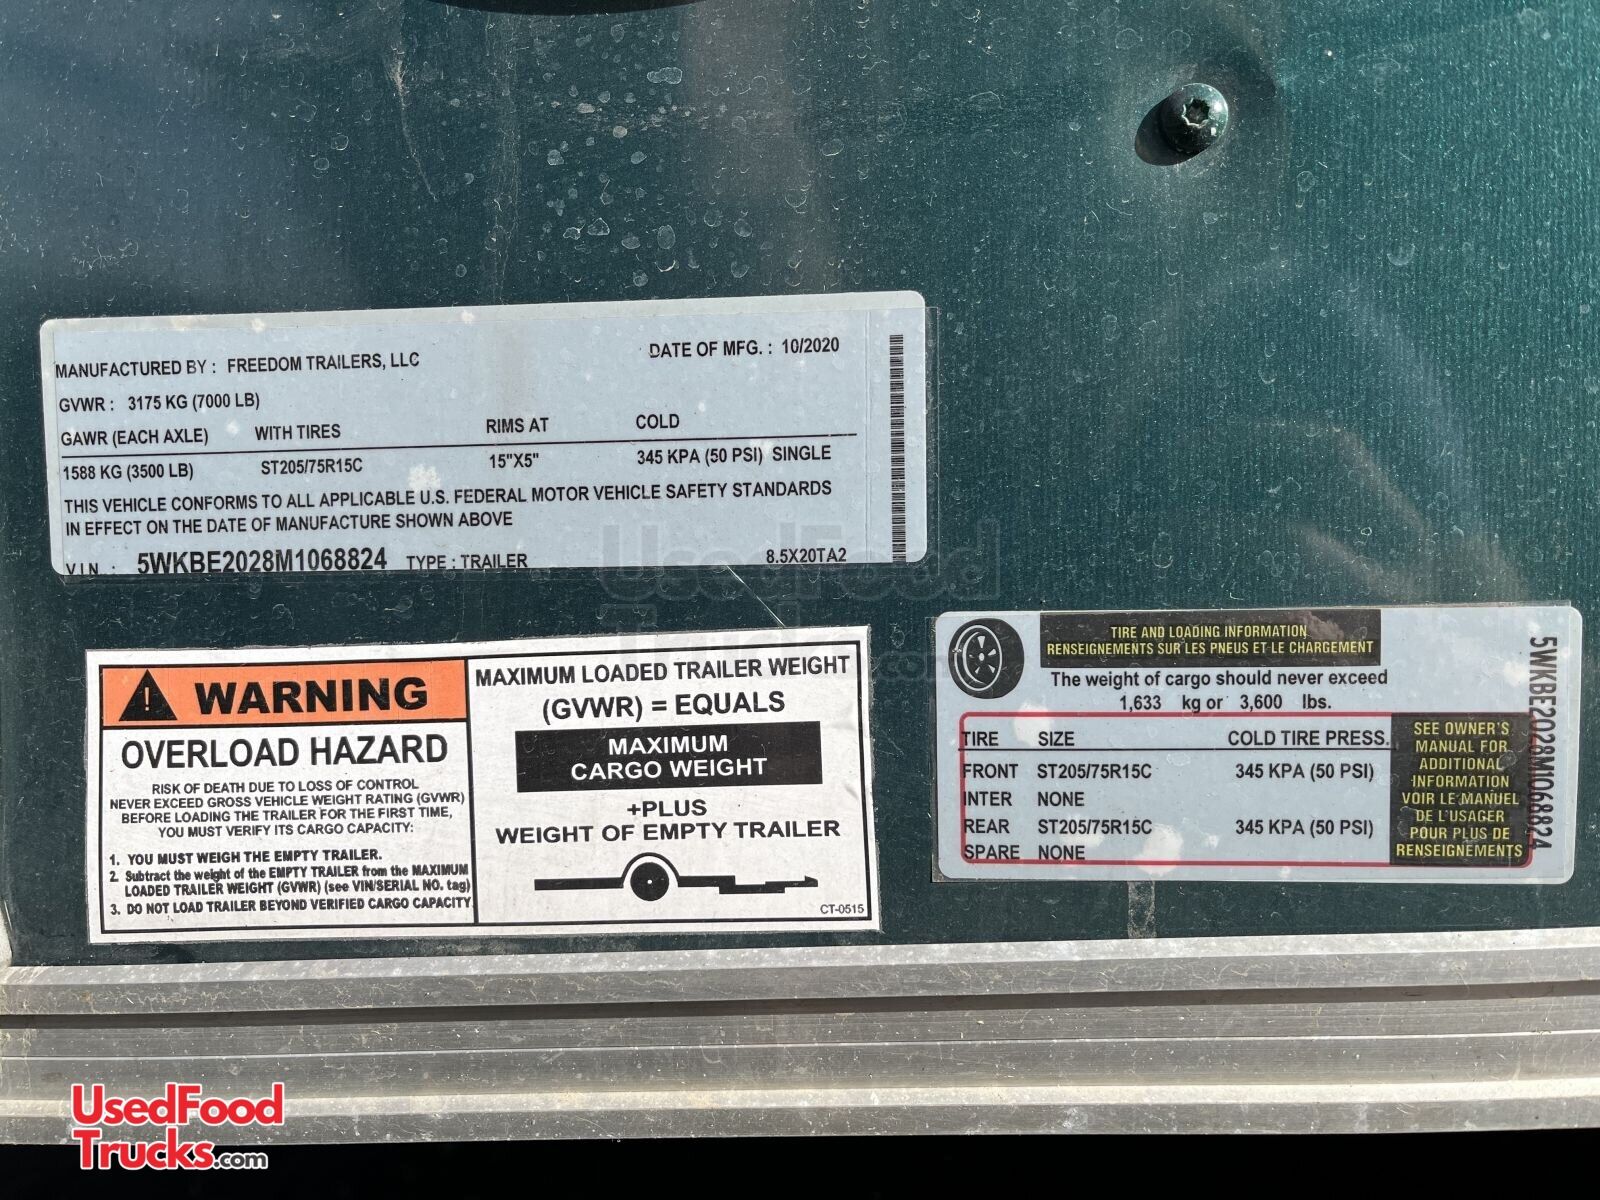 MANUFACTURED BY : FREEDOM TRAILERS, LLC
DATE OF MFG. : 10/2020
GVWR : 3175 KG (7000 LB)
GAWR (EACH AXLE) WITH TIRES RIMS AT COLD
1588 KG (3500 LB) ST205/75R15C 15"X5" 345 KPA (50 PSI) SINGLE
THIS VEHICLE CONFORMS TO ALL APPLICABLE U.S. FEDERAL MOTOR VEHICLE SAFETY STANDARDS
IN EFFECT ON THE DATE OF MANUFACTURE SHOWN ABOVE
V.I.N. : 5WKBE2028M1068824 TYPE : TRAILER 8.5X20TA2
WARNING
OVERLOAD HAZARD
RISK OF DEATH DUE TO LOSS OF CONTROL
NEVER EXCEED GROSS VEHICLE WEIGHT RATING (GVWR)
BEFORE LOADING THE TRAILER FOR THE FIRST TIME,
YOU MUST VERIFY ITS CARGO CAPACITY:
1. YOU MUST WEIGH THE EMPTY TRAILER.
2. Subtract the weight of the EMPTY TRAILER from the MAXIMUM
LOADED TRAILER WEIGHT (GVWR) (see VIN/SERIAL NO. tag)
3. DO NOT LOAD TRAILER BEYOND VERIFIED CARGO CAPACITY.
MAXIMUM LOADED TRAILER WEIGHT
(GVWR) = EQUALS
MAXIMUM
CARGO WEIGHT
+PLUS
WEIGHT OF EMPTY TRAILER
CT-0515
TIRE AND LOADING INFORMATION
RENSEIGNEMENTS SUR LES PNEUS ET LE CHARGEMENT
The weight of cargo should never exceed
1,633 kg or 3,600 lbs.
TIRE SIZE COLD TIRE PRESS.
FRONT ST205/75R15C 345 KPA (50 PSI)
INTER NONE
REAR ST205/75R15C 345 KPA (50 PSI)
SPARE NONE
SEE OWNER'S
MANUAL FOR
ADDITIONAL
INFORMATION
VOIR LE MANUEL
DE L'USAGER
POUR PLUS DE
RENSEIGNEMENTS
5WKBE2028M1068824
UsedFood
Trucks.com
UsedFood
Trucks.com